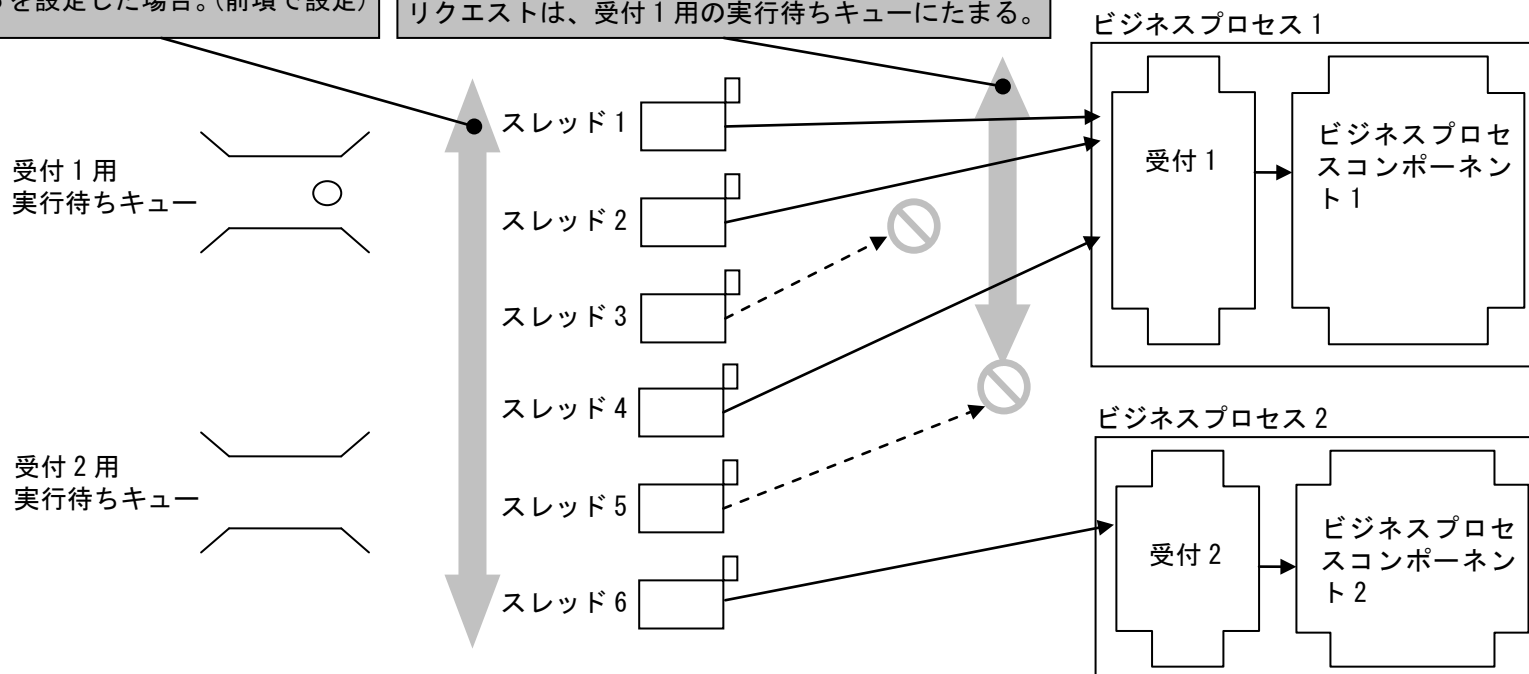 を設定した場合。(前項で設定)
リクエストは、受付1用の実行待ちキューにたまる。
ビジネスプロセス1
スレッド1
受付1用
実行待ちキュー
受付1
ビジネスプロセ
スコンポーネン
ト1
スレッド2
スレッド3
スレッド4
ビジネスプロセス2
受付2用
実行待ちキュー
スレッド5
受付2
ビジネスプロセ
スコンポーネン
ト2
スレッド6